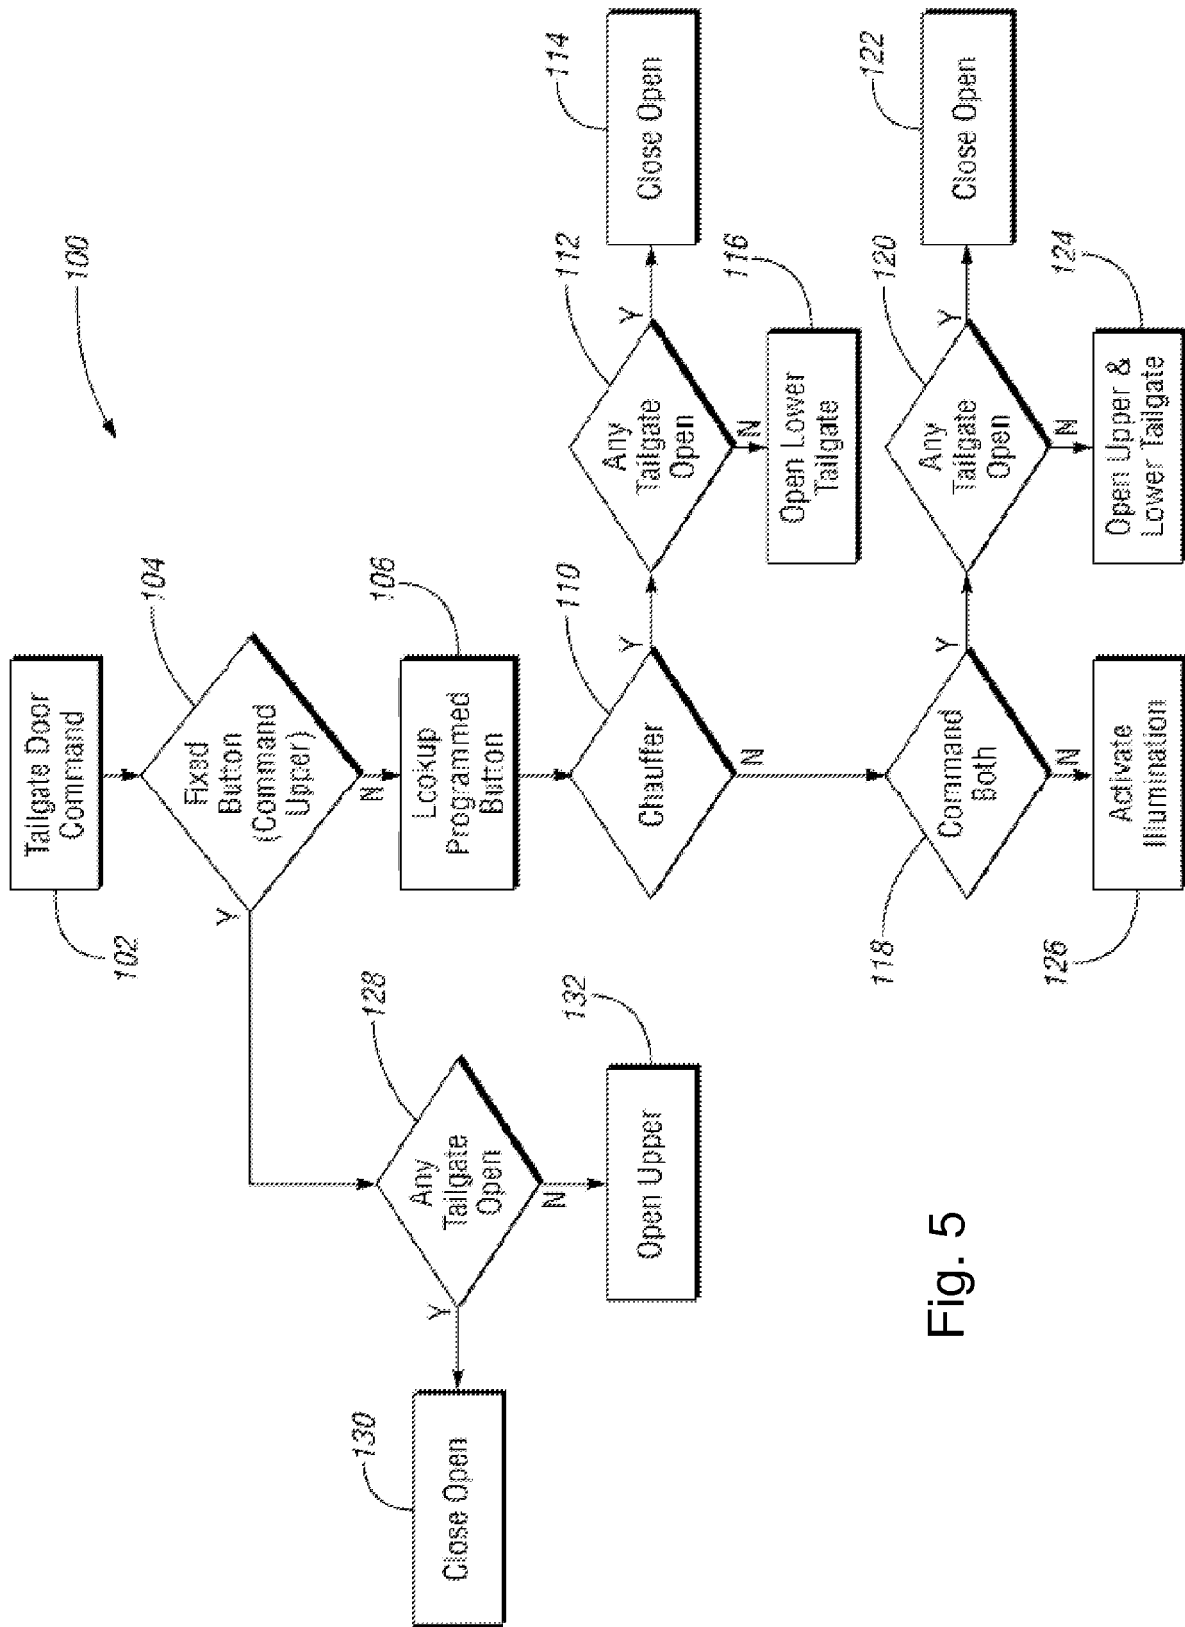 100
Tailgate Door
Command
102
Fixed
Button
(Command
Upper)
104
Y
N
Lookup
Programmed
Button
106
Any
Tailgate
Open
128
Y
N
Close Open
130
Open Upper
132
Chauffer
110
Y
N
Any
Tailgate
Open
112
Y
N
Close Open
114
Open Lower
Tailgate
116
Command
Both
118
Y
N
Any
Tailgate
Open
120
Y
N
Close Open
122
Open Upper &
Lower Tailgate
124
Activate
Illumination
126
Fig. 5